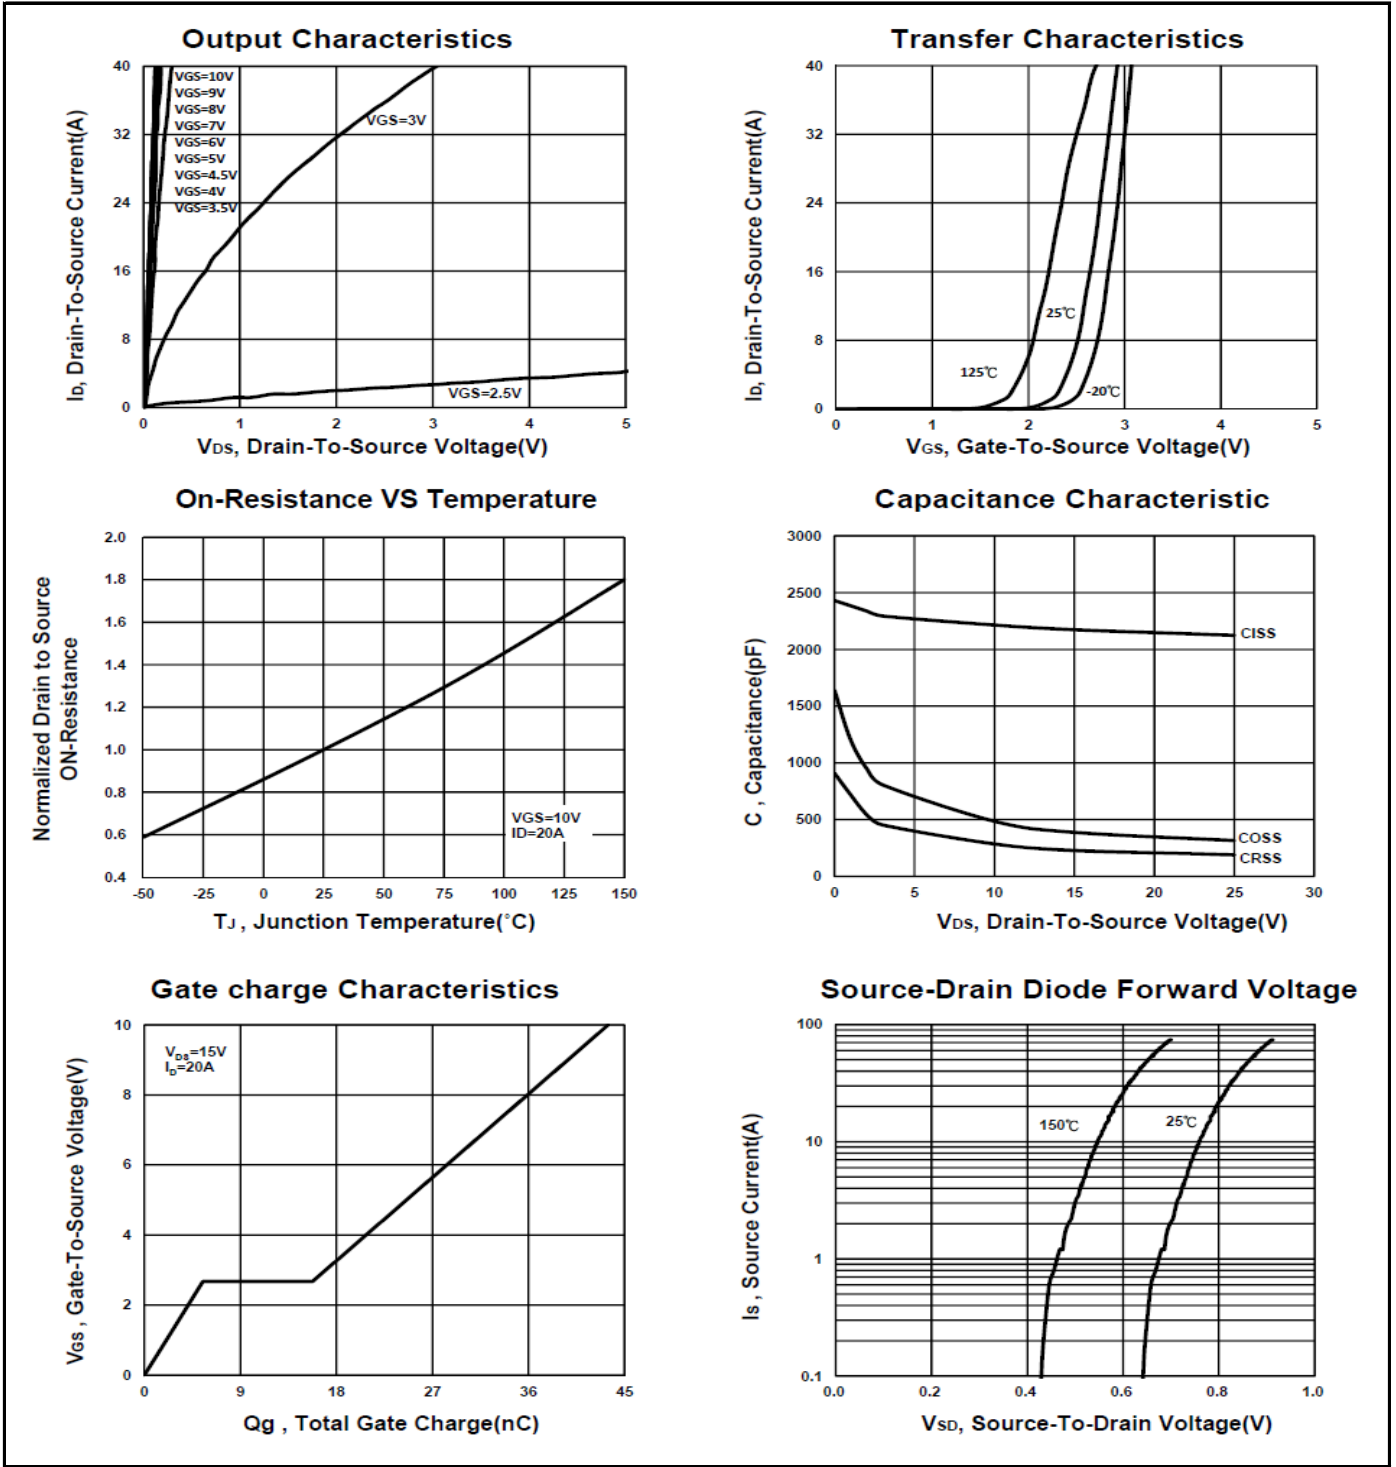 Output Characteristics
ID, Drain-To-Source Current(A)
40
32
24
16
8
0
VGS=10V
VGS=9V
VGS=8V
VGS=7V
VGS=6V
VGS=5V
VGS=4.5V
VGS=4V
VGS=3.5V
VGS=3V
VGS=2.5V
0 1 2 3 4 5
VDS, Drain-To-Source Voltage(V)
Transfer Characteristics
ID, Drain-To-Source Current(A)
40
32
24
16
8
0
125℃
25℃
-20℃
0 1 2 3 4 5
VGS, Gate-To-Source Voltage(V)
On-Resistance VS Temperature
Normalized Drain to Source
ON-Resistance
2.0
1.8
1.6
1.4
1.2
1.0
0.8
0.6
0.4
VGS=10V
ID=20A
-50 -25 0 25 50 75 100 125 150
TJ , Junction Temperature(°C)
Capacitance Characteristic
C , Capacitance(pF)
3000
2500
2000
1500
1000
500
0
CISS
COSS
CRSS
0 5 10 15 20 25 30
VDS, Drain-To-Source Voltage(V)
Gate charge Characteristics
VGS , Gate-To-Source Voltage(V)
10
8
6
4
2
0
VDS=15V
ID=20A
0 9 18 27 36 45
Qg , Total Gate Charge(nC)
Source-Drain Diode Forward Voltage
IS , Source Current(A)
100
10
1
0.1
150℃
25℃
0.0 0.2 0.4 0.6 0.8 1.0
VSD, Source-To-Drain Voltage(V)